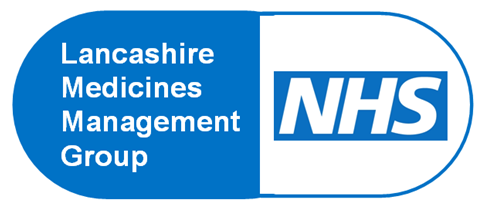 Lancashire
Medicines
Management
Group
NHS